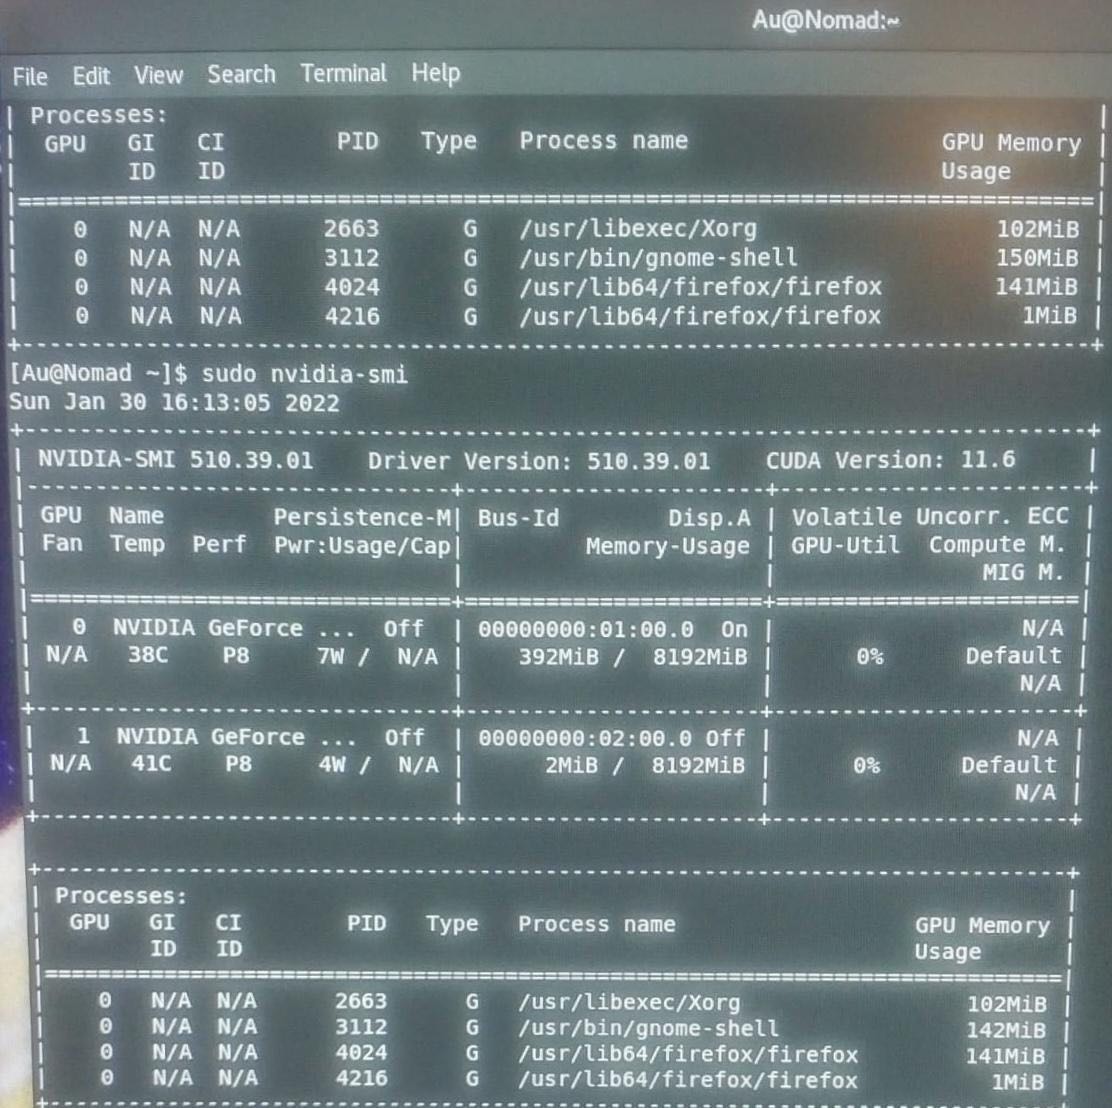 Au@Nomad:~
File Edit View Search Terminal Help
| Processes: |
| GPU GI CI PID Type Process name GPU Memory |
| ID ID Usage |
|=============================================================================|
| 0 N/A N/A 2663 G /usr/libexec/Xorg 102MiB |
| 0 N/A N/A 3112 G /usr/bin/gnome-shell 150MiB |
| 0 N/A N/A 4024 G /usr/lib64/firefox/firefox 141MiB |
| 0 N/A N/A 4216 G /usr/lib64/firefox/firefox 1MiB |
+-----------------------------------------------------------------------------+
[Au@Nomad ~]$ sudo nvidia-smi
Sun Jan 30 16:13:05 2022
+-----------------------------------------------------------------------------+
| NVIDIA-SMI 510.39.01 Driver Version: 510.39.01 CUDA Version: 11.6 |
|-------------------------------+----------------------+----------------------+
| GPU Name Persistence-M| Bus-Id Disp.A | Volatile Uncorr. ECC |
| Fan Temp Perf Pwr:Usage/Cap| Memory-Usage | GPU-Util Compute M. |
| | | MIG M. |
|===============================+======================+======================|
| 0 NVIDIA GeForce ... Off | 00000000:01:00.0 On | N/A |
| N/A 38C P8 7W / N/A | 392MiB / 8192MiB | 0% Default |
| | | N/A |
+-------------------------------+----------------------+----------------------+
| 1 NVIDIA GeForce ... Off | 00000000:02:00.0 Off | N/A |
| N/A 41C P8 4W / N/A | 2MiB / 8192MiB | 0% Default |
| | | N/A |
+-------------------------------+----------------------+----------------------+
+-----------------------------------------------------------------------------+
| Processes: |
| GPU GI CI PID Type Process name GPU Memory |
| ID ID Usage |
|=============================================================================|
| 0 N/A N/A 2663 G /usr/libexec/Xorg 102MiB |
| 0 N/A N/A 3112 G /usr/bin/gnome-shell 142MiB |
| 0 N/A N/A 4024 G /usr/lib64/firefox/firefox 141MiB |
| 0 N/A N/A 4216 G /usr/lib64/firefox/firefox 1MiB |
+-----------------------------------------------------------------------------+